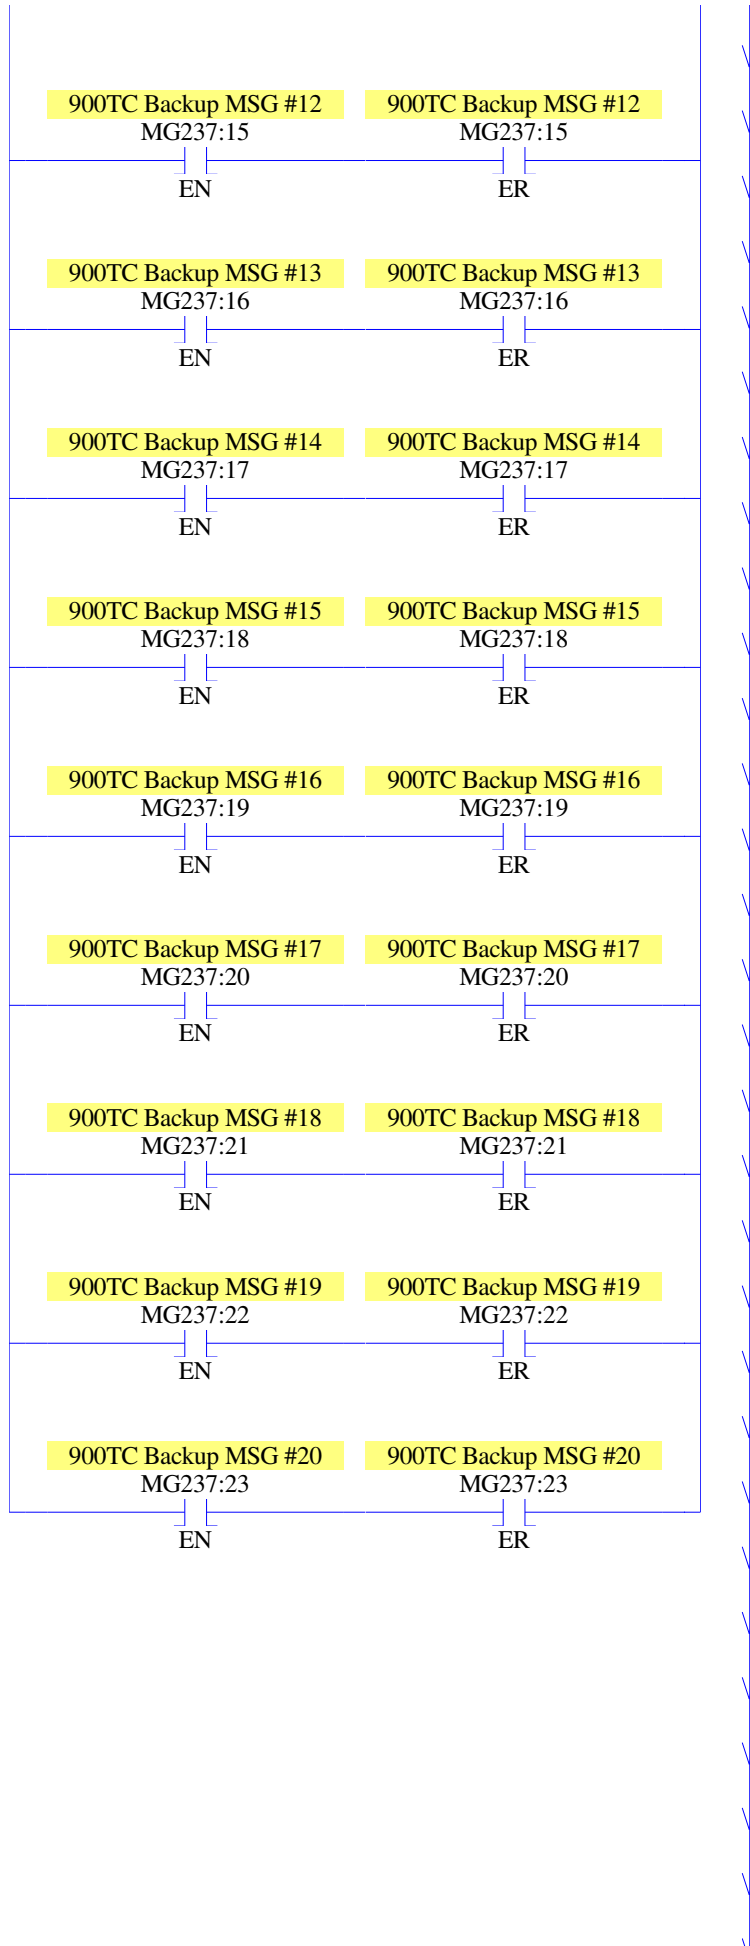 900TC Backup MSG #12 900TC Backup MSG #12
MG237:15 MG237:15
EN ER
900TC Backup MSG #13 900TC Backup MSG #13
MG237:16 MG237:16
EN ER
900TC Backup MSG #14 900TC Backup MSG #14
MG237:17 MG237:17
EN ER
900TC Backup MSG #15 900TC Backup MSG #15
MG237:18 MG237:18
EN ER
900TC Backup MSG #16 900TC Backup MSG #16
MG237:19 MG237:19
EN ER
900TC Backup MSG #17 900TC Backup MSG #17
MG237:20 MG237:20
EN ER
900TC Backup MSG #18 900TC Backup MSG #18
MG237:21 MG237:21
EN ER
900TC Backup MSG #19 900TC Backup MSG #19
MG237:22 MG237:22
EN ER
900TC Backup MSG #20 900TC Backup MSG #20
MG237:23 MG237:23
EN ER